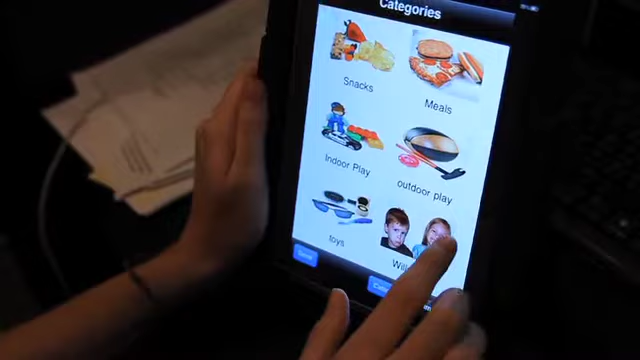 Categories
Snacks
Meals
Indoor Play
outdoor play
toys